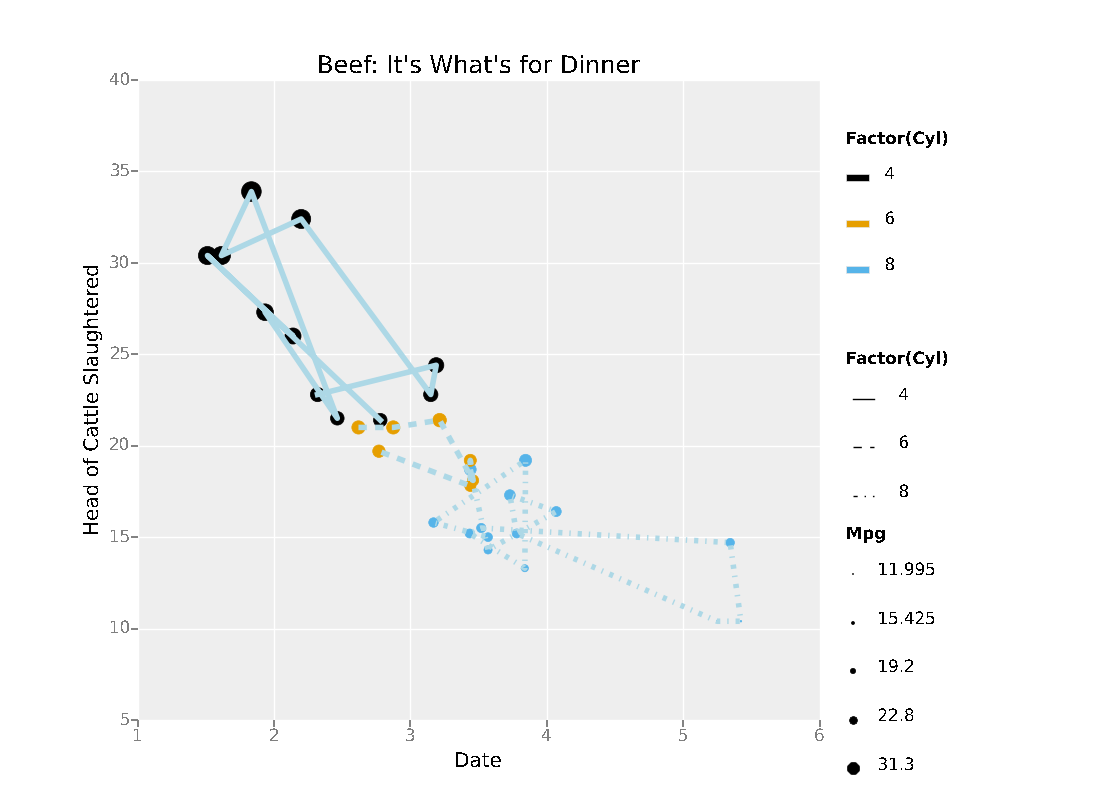 Beef: It's What's for Dinner
Head of Cattle Slaughtered
40
35
30
25
20
15
10
5
1 2 3 4 5 6
Date
Factor(Cyl)
4
6
8
Factor(Cyl)
4
6
8
Mpg
11.995
15.425
19.2
22.8
31.3